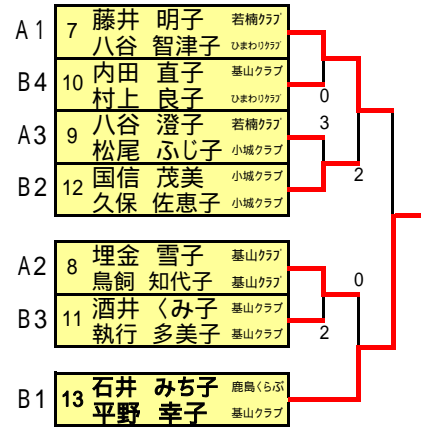 A1 7 藤井 明子 若楠クラブ
八谷 智津子 ひまわりクラブ
B4 10 内田 直子 基山クラブ
村上 良子 ひまわりクラブ
0
A3 9 八谷 澄子 若楠クラブ
3
松尾 ふじ子 小城クラブ
B2 12 国信 茂美 小城クラブ
2
久保 佐恵子 小城クラブ
A2 8 埋金 雪子 基山クラブ
鳥飼 知代子 基山クラブ
0
B3 11 酒井 くみ子 基山クラブ
執行 多美子 基山クラブ
2
B1 13 石井 みち子 鹿島くらぶ
平野 幸子 基山クラブ